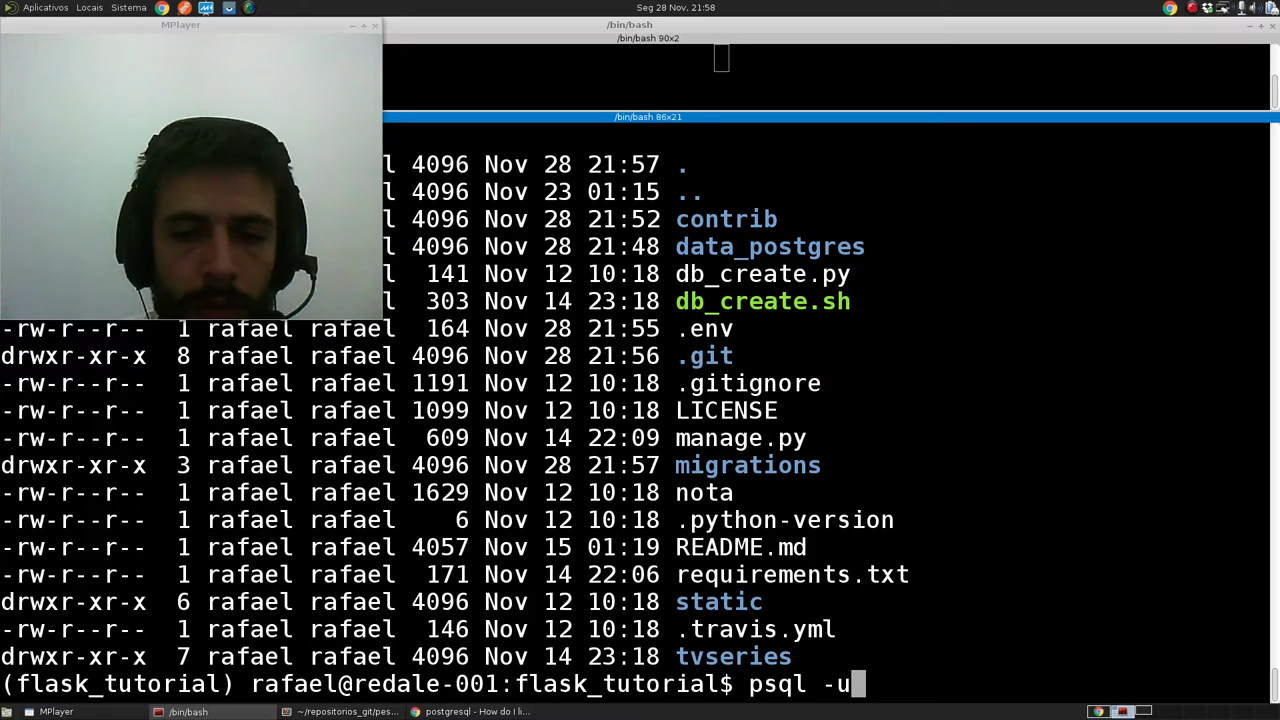 Aplicativos Locais Sistema Seg 28 Nov, 21:58
MPlayer
/bin/bash
/bin/bash 90x2
/bin/bash 86x21
l 4096 Nov 28 21:57 .
l 4096 Nov 23 01:15 ..
l 4096 Nov 28 21:52 contrib
l 4096 Nov 28 21:48 data_postgres
l 141 Nov 12 10:18 db_create.py
l 303 Nov 14 23:18 db_create.sh
-rw-r--r-- 1 rafael rafael 164 Nov 28 21:55 .env
drwxr-xr-x 8 rafael rafael 4096 Nov 28 21:56 .git
-rw-r--r-- 1 rafael rafael 1191 Nov 12 10:18 .gitignore
-rw-r--r-- 1 rafael rafael 1099 Nov 12 10:18 LICENSE
-rw-r--r-- 1 rafael rafael 609 Nov 14 22:09 manage.py
drwxr-xr-x 3 rafael rafael 4096 Nov 28 21:57 migrations
-rw-r--r-- 1 rafael rafael 1629 Nov 12 10:18 nota
-rw-r--r-- 1 rafael rafael 6 Nov 12 10:18 .python-version
-rw-r--r-- 1 rafael rafael 4057 Nov 15 01:19 README.md
-rw-r--r-- 1 rafael rafael 171 Nov 14 22:06 requirements.txt
drwxr-xr-x 6 rafael rafael 4096 Nov 12 10:18 static
-rw-r--r-- 1 rafael rafael 146 Nov 12 10:18 .travis.yml
drwxr-xr-x 7 rafael rafael 4096 Nov 14 23:18 tvseries
(flask_tutorial) rafael@redale-001:flask_tutorial$ psql -u
MPlayer /bin/bash ~/repositorios_git/pes... postgresql - How do I li...